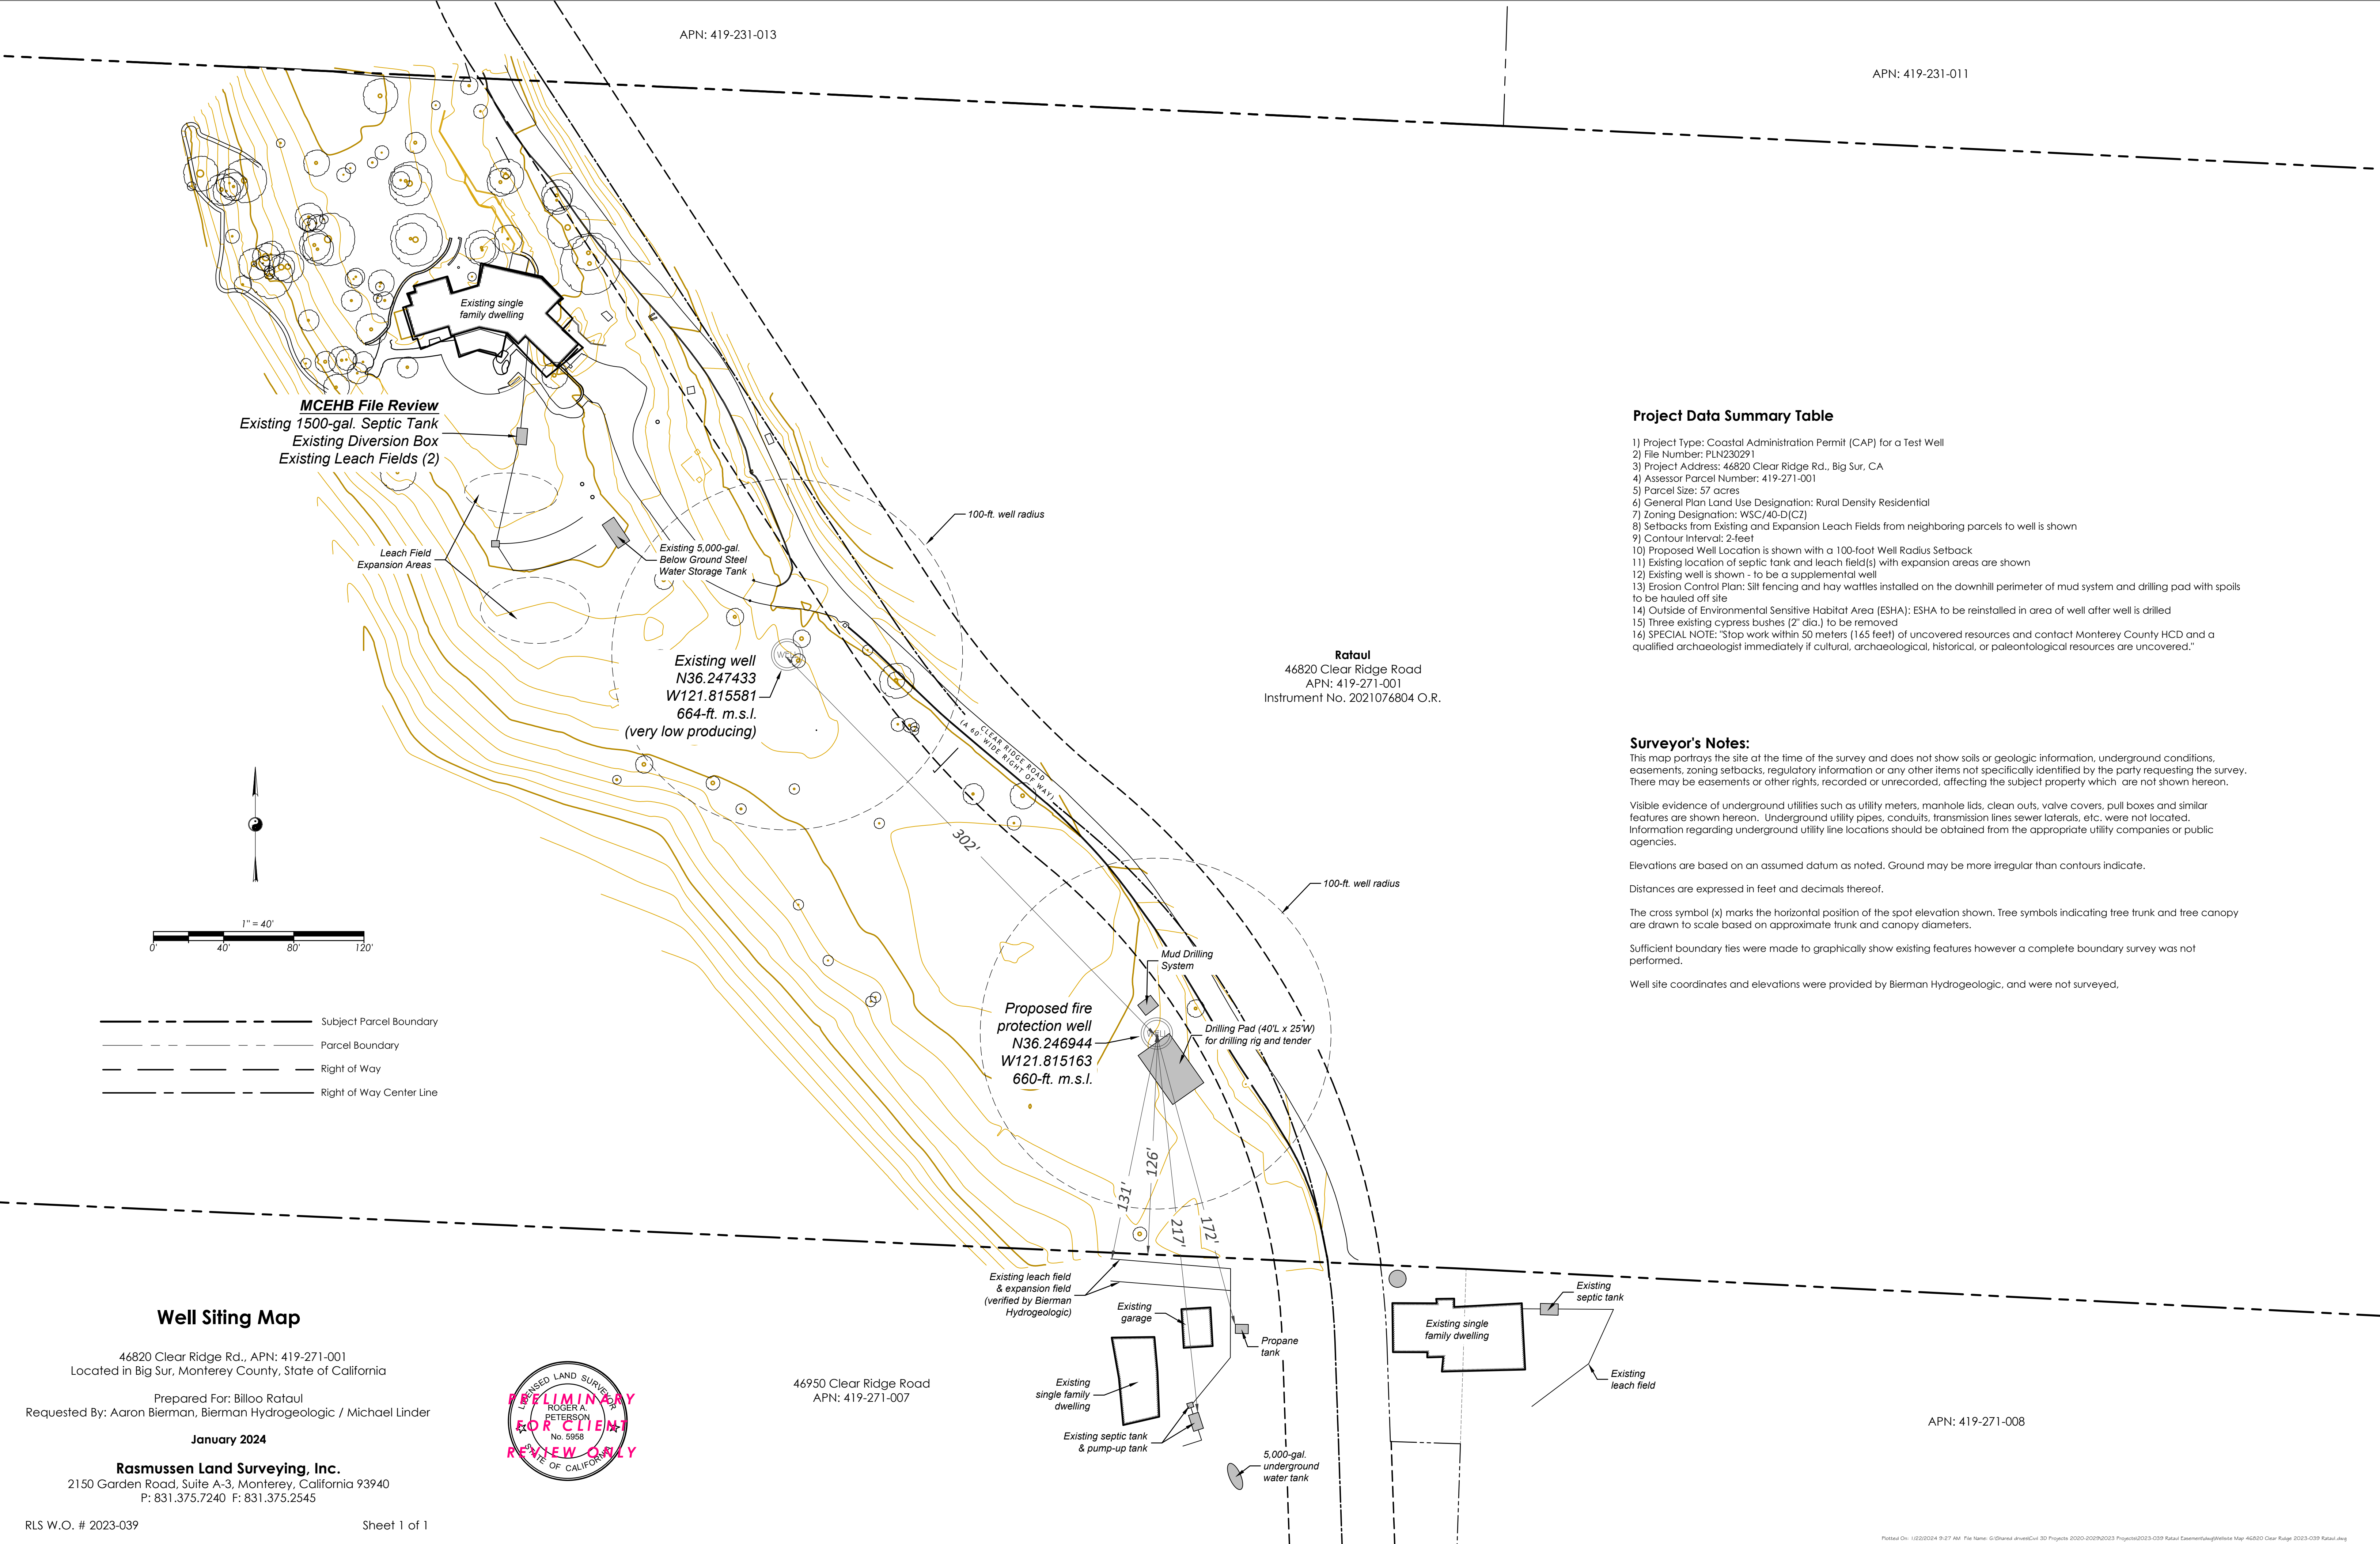 APN: 419-231-013
APN: 419-231-011
Existing single
family dwelling
MCEHB File Review
Existing 1500-gal. Septic Tank
Existing Diversion Box
Existing Leach Fields (2)
100-ft. well radius
Leach Field
Expansion Areas
Existing 5,000-gal.
Below Ground Steel
Water Storage Tank
WELL
Existing well
N36.247433
W121.815581
664-ft. m.s.l.
(very low producing)
CLEAR RIDGE ROAD
(A 60' WIDE RIGHT OF WAY)
302'
100-ft. well radius
Mud Drilling
System
Proposed fire
protection well
N36.246944
W121.815163
660-ft. m.s.l.
WELL
Drilling Pad (40'L x 25'W)
for drilling rig and tender
131'
126'
217'
172'
Rataul
46820 Clear Ridge Road
APN: 419-271-001
Instrument No. 2021076804 O.R.
Project Data Summary Table
1) Project Type: Coastal Administration Permit (CAP) for a Test Well
2) File Number: PLN230291
3) Project Address: 46820 Clear Ridge Rd., Big Sur, CA
4) Assessor Parcel Number: 419-271-001
5) Parcel Size: 57 acres
6) General Plan Land Use Designation: Rural Density Residential
7) Zoning Designation: WSC/40-D(CZ)
8) Setbacks from Existing and Expansion Leach Fields from neighboring parcels to well is shown
9) Contour Interval: 2-feet
10) Proposed Well Location is shown with a 100-foot Well Radius Setback
11) Existing location of septic tank and leach field(s) with expansion areas are shown
12) Existing well is shown - to be a supplemental well
13) Erosion Control Plan: Silt fencing and hay wattles installed on the downhill perimeter of mud system and drilling pad with spoils
to be hauled off site
14) Outside of Environmental Sensitive Habitat Area (ESHA): ESHA to be reinstalled in area of well after well is drilled
15) Three existing cypress bushes (2" dia.) to be removed
16) SPECIAL NOTE: "Stop work within 50 meters (165 feet) of uncovered resources and contact Monterey County HCD and a
qualified archaeologist immediately if cultural, archaeological, historical, or paleontological resources are uncovered."
Surveyor's Notes:
This map portrays the site at the time of the survey and does not show soils or geologic information, underground conditions,
easements, zoning setbacks, regulatory information or any other items not specifically identified by the party requesting the survey.
There may be easements or other rights, recorded or unrecorded, affecting the subject property which are not shown hereon.
Visible evidence of underground utilities such as utility meters, manhole lids, clean outs, valve covers, pull boxes and similar
features are shown hereon. Underground utility pipes, conduits, transmission lines sewer laterals, etc. were not located.
Information regarding underground utility line locations should be obtained from the appropriate utility companies or public
agencies.
Elevations are based on an assumed datum as noted. Ground may be more irregular than contours indicate.
Distances are expressed in feet and decimals thereof.
The cross symbol (x) marks the horizontal position of the spot elevation shown. Tree symbols indicating tree trunk and tree canopy
are drawn to scale based on approximate trunk and canopy diameters.
Sufficient boundary ties were made to graphically show existing features however a complete boundary survey was not
performed.
Well site coordinates and elevations were provided by Bierman Hydrogeologic, and were not surveyed,
1" = 40'
0' 40' 80' 120'
Subject Parcel Boundary
Parcel Boundary
Right of Way
Right of Way Center Line
Existing leach field
& expansion field
(verified by Bierman
Hydrogeologic)
Existing
garage
Propane
tank
Existing
single family
dwelling
Existing septic tank
& pump-up tank
5,000-gal.
underground
water tank
Existing single
family dwelling
Existing
septic tank
Existing
leach field
46950 Clear Ridge Road
APN: 419-271-007
APN: 419-271-008
Well Siting Map
46820 Clear Ridge Rd., APN: 419-271-001
Located in Big Sur, Monterey County, State of California
Prepared For: Billoo Rataul
Requested By: Aaron Bierman, Bierman Hydrogeologic / Michael Linder
January 2024
Rasmussen Land Surveying, Inc.
2150 Garden Road, Suite A-3, Monterey, California 93940
P: 831.375.7240 F: 831.375.2545
RLS W.O. # 2023-039
Sheet 1 of 1
LICENSED LAND SURVEYOR
ROGER A.
PETERSON
No. 5958
STATE OF CALIFORNIA
PRELIMINARY
FOR CLIENT
REVIEW ONLY
Plotted On: 1/22/2024 9:27 AM File Name: